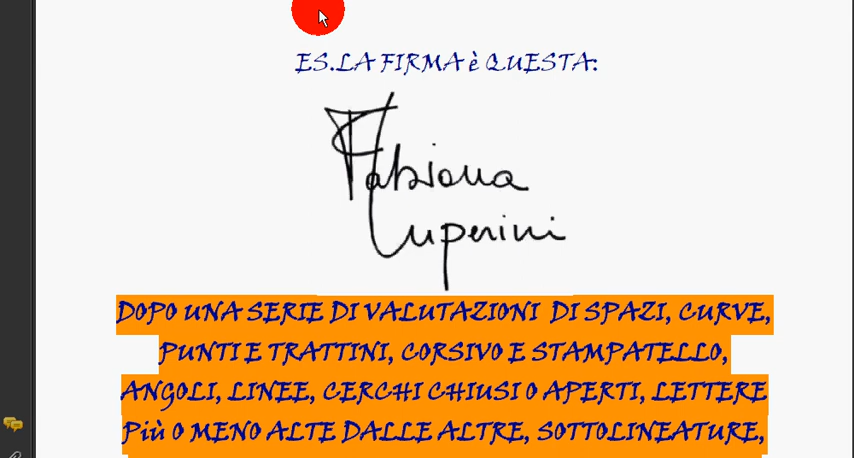 ES.LA FIRMA è QUESTA:
Fabiana
Luperini
DOPO UNA SERIE DI VALUTAZIONI DI SPAZI, CURVE,
PUNTI E TRATTINI, CORSIVO E STAMPATELLO,
ANGOLI, LINEE, CERCHI CHIUSI O APERTI, LETTERE
Più O MENO ALTE DALLE ALTRE, SOTTOLINEATURE,